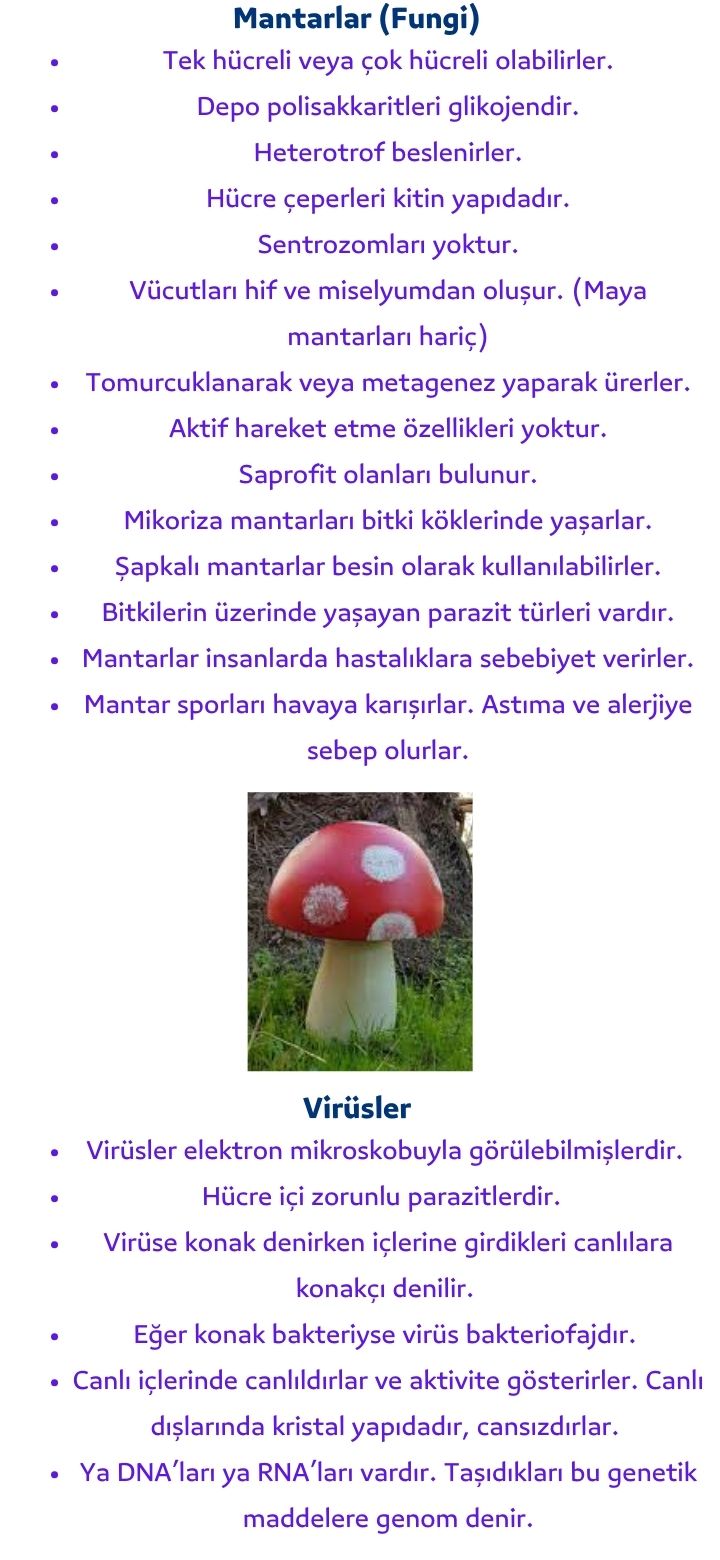 Mantarlar (Fungi)
• Tek hücreli veya çok hücreli olabilirler.
• Depo polisakkaritleri glikojendir.
• Heterotrof beslenirler.
• Hücre çeperleri kitin yapıdadır.
• Sentrozomları yoktur.
• Vücutları hif ve miselyumdan oluşur. (Maya
mantarları hariç)
• Tomurcuklanarak veya metagenez yaparak ürerler.
• Aktif hareket etme özellikleri yoktur.
• Saprofit olanları bulunur.
• Mikoriza mantarları bitki köklerinde yaşarlar.
• Şapkalı mantarlar besin olarak kullanılabilirler.
• Bitkilerin üzerinde yaşayan parazit türleri vardır.
• Mantarlar insanlarda hastalıklara sebebiyet verirler.
• Mantar sporları havaya karışırlar. Astıma ve alerjiye
sebep olurlar.
Virüsler
• Virüsler elektron mikroskobuyla görülebilmişlerdir.
• Hücre içi zorunlu parazitlerdir.
• Virüse konak denirken içlerine girdikleri canlılara
konakçı denilir.
• Eğer konak bakteriyse virüs bakteriofajdır.
• Canlı içlerinde canlıldırlar ve aktivite gösterirler. Canlı
dışlarında kristal yapıdadır, cansızdırlar.
• Ya DNA’ları ya RNA’ları vardır. Taşıdıkları bu genetik
maddelere genom denir.